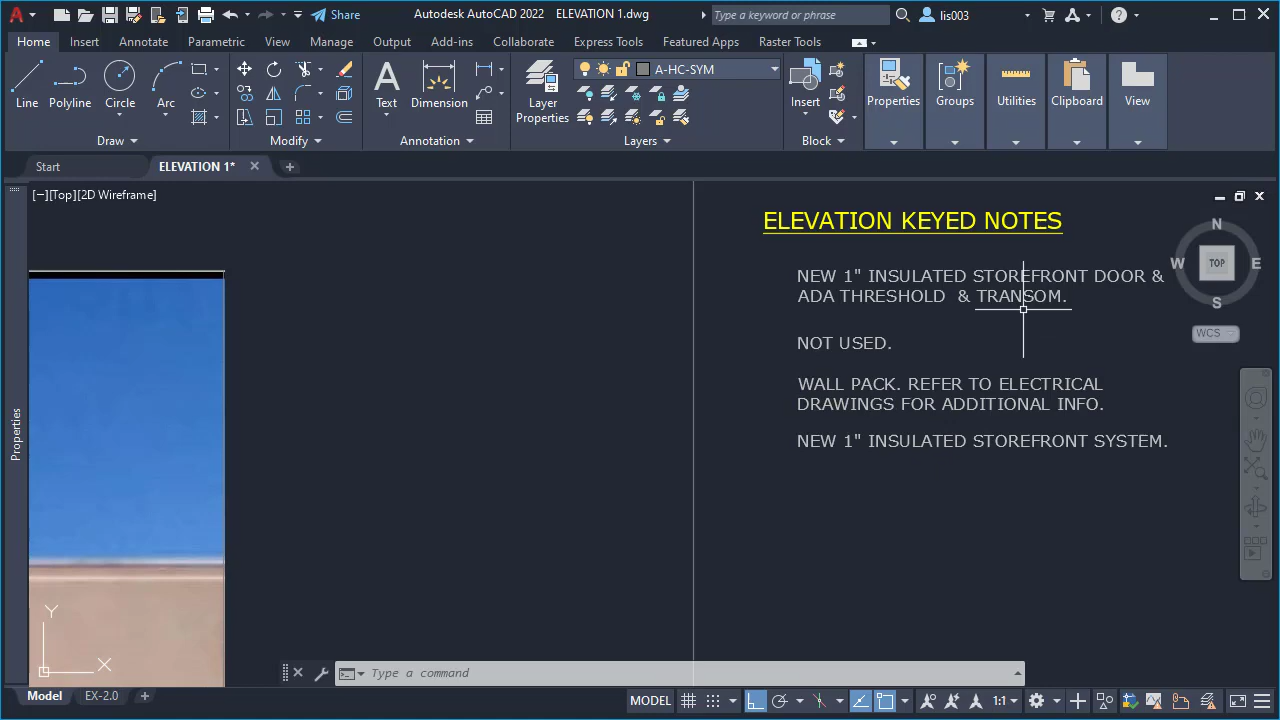 Share
Autodesk AutoCAD 2022 ELEVATION 1.dwg
Type a keyword or phrase
lis003
Home Insert Annotate Parametric View Manage Output Add-ins Collaborate Express Tools Featured Apps Raster Tools
Line Polyline Circle Arc
Text Dimension
Layer Properties
A-HC-SYM
Insert
Properties Groups Utilities Clipboard View
Draw Modify Annotation Layers Block
Start ELEVATION 1*
[−][Top][2D Wireframe]
ELEVATION KEYED NOTES
NEW 1" INSULATED STOREFRONT DOOR &
ADA THRESHOLD & TRANSOM.
NOT USED.
WALL PACK. REFER TO ELECTRICAL
DRAWINGS FOR ADDITIONAL INFO.
NEW 1" INSULATED STOREFRONT SYSTEM.
N
W TOP E
S
WCS
Properties
Y
X
Type a command
Model EX-2.0
MODEL
1:1